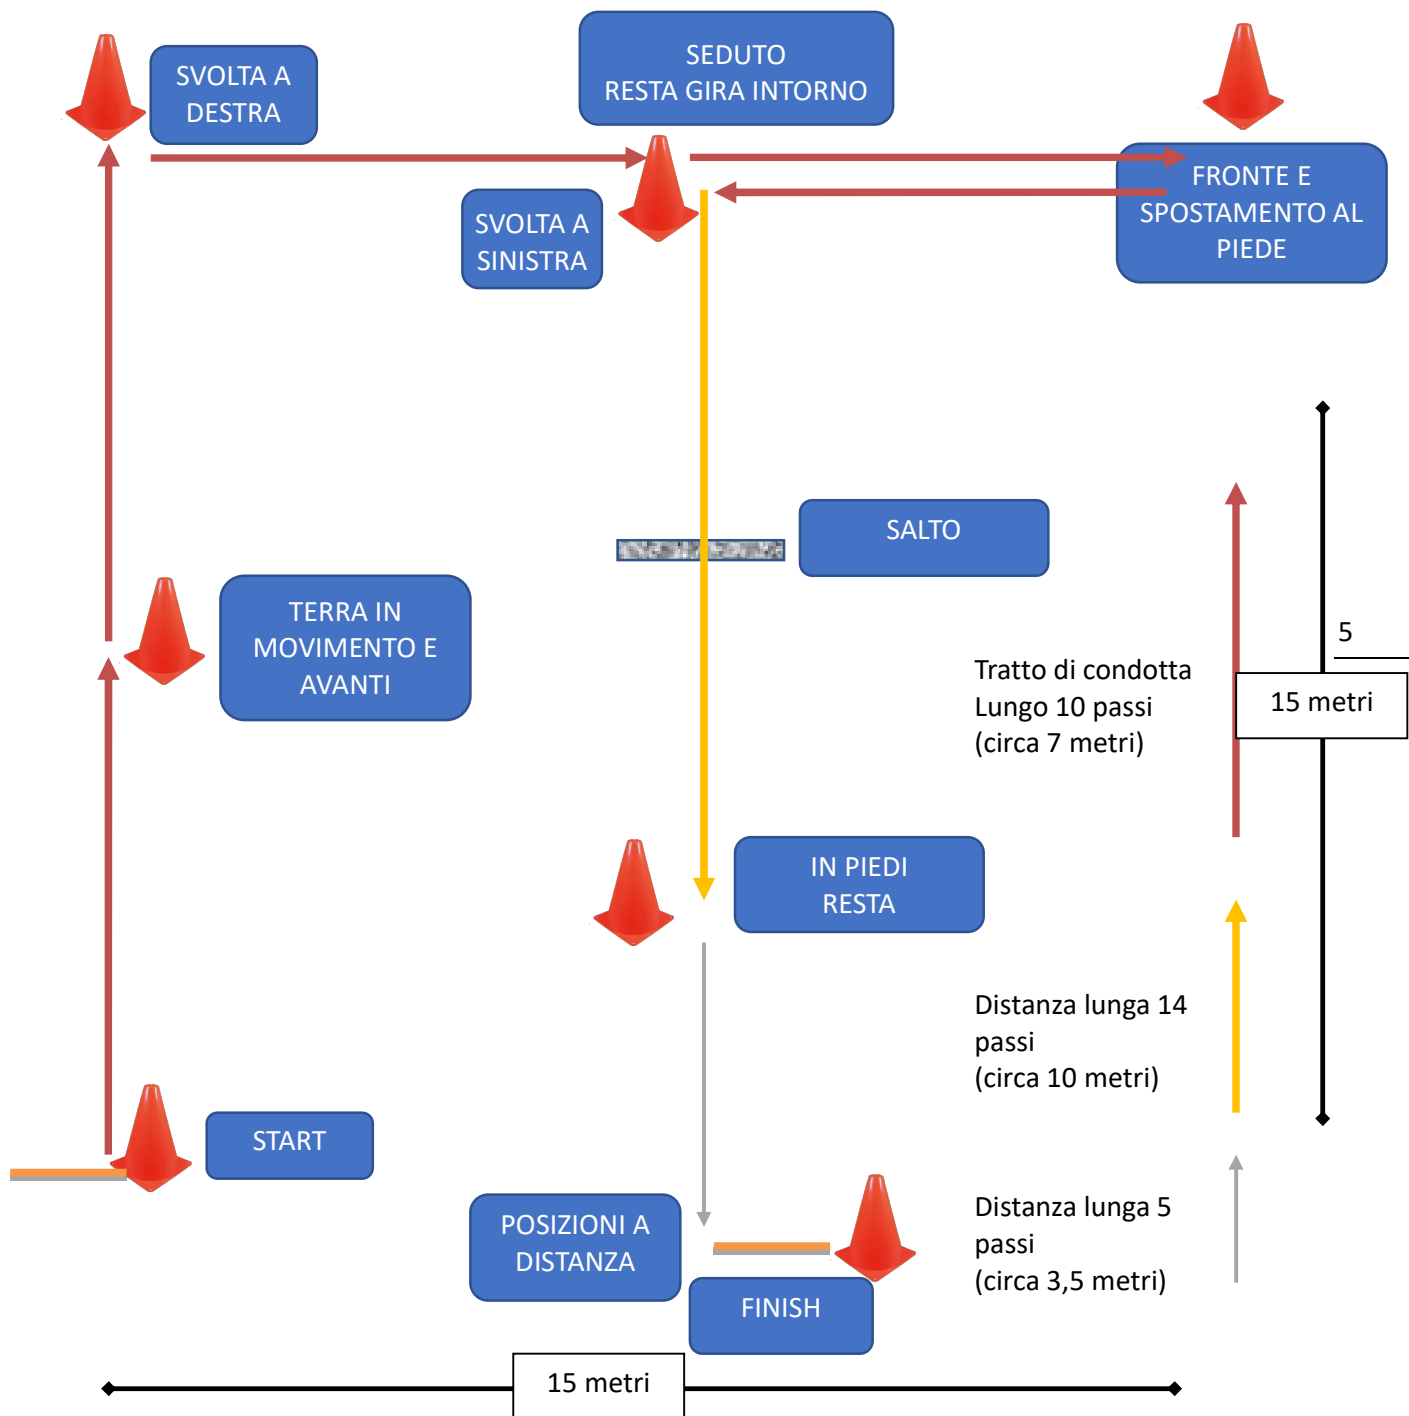 SVOLTA A
DESTRA
SEDUTO
RESTA GIRA INTORNO
FRONTE E
SPOSTAMENTO AL
PIEDE
SVOLTA A
SINISTRA
SALTO
TERRA IN
MOVIMENTO E
AVANTI
5
Tratto di condotta
Lungo 10 passi
(circa 7 metri)
15 metri
IN PIEDI
RESTA
Distanza lunga 14
passi
(circa 10 metri)
START
POSIZIONI A
DISTANZA
Distanza lunga 5
passi
(circa 3,5 metri)
FINISH
15 metri